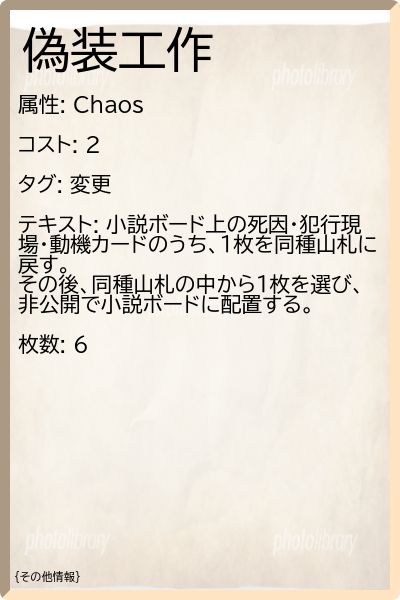 偽装工作
photolibrary photolibrary
属性: Chaos
コスト: 2
タグ: 変更
テキスト: 小説ボード上の死因・犯行現
場・動機カードのうち、1枚を同種山札に
戻す。
その後、同種山札の中から1枚を選び、
非公開で小説ボードに配置する。
枚数: 6
photolibrary photolibrary
{その他情報}